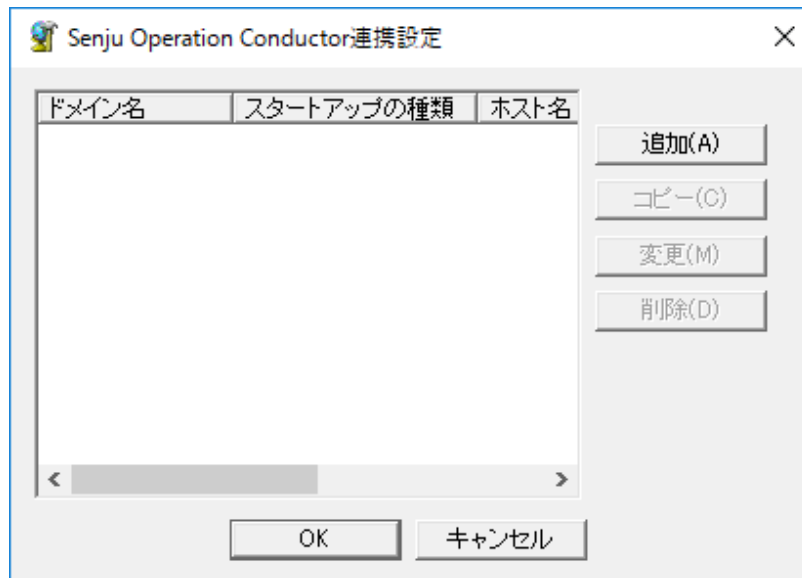 Senju Operation Conductor連携設定
ドメイン名 スタートアップの種類 ホスト名
追加(A)
コピー(C)
変更(M)
削除(D)
OK キャンセル